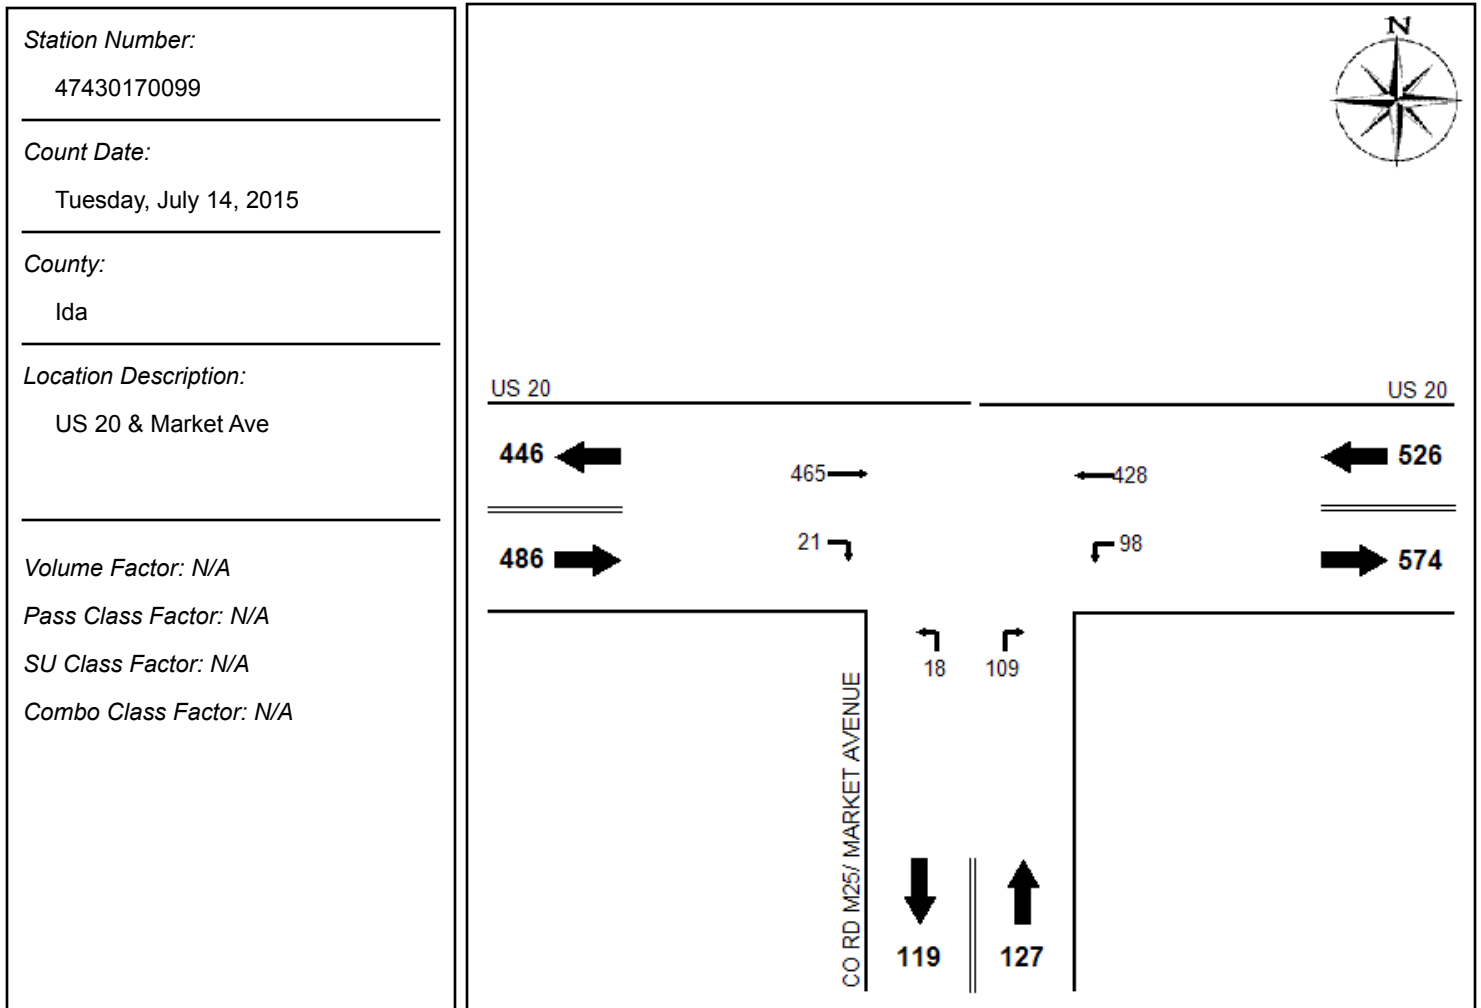 Station Number:
47430170099
Count Date:
Tuesday, July 14, 2015
County:
Ida
Location Description:
US 20 & Market Ave
Volume Factor: N/A
Pass Class Factor: N/A
SU Class Factor: N/A
Combo Class Factor: N/A
N
US 20
US 20
446
465
428
526
486
21
98
574
18
109
CO RD M25/ MARKET AVENUE
119
127